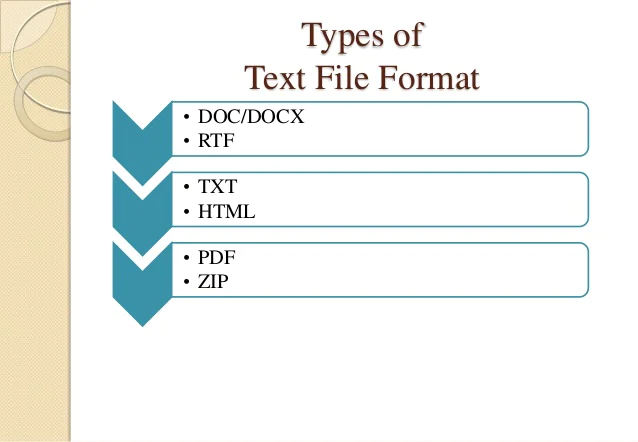 Types of
Text File Format
• DOC/DOCX
• RTF
• TXT
• HTML
• PDF
• ZIP